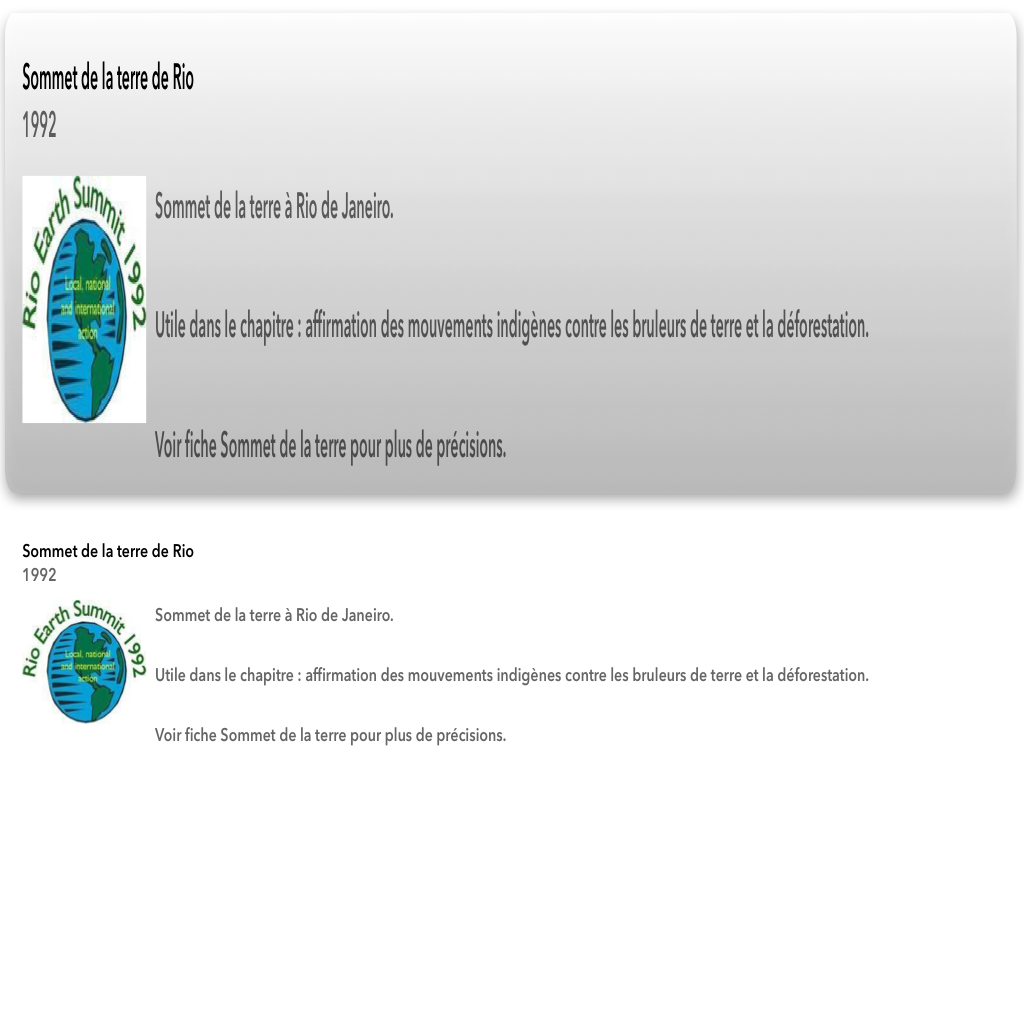 Sommet de la terre de Rio
1992
Rio Earth Summit 1992
Local, national
and international
action
Sommet de la terre à Rio de Janeiro.
Utile dans le chapitre : affirmation des mouvements indigènes contre les bruleurs de terre et la déforestation.
Voir fiche Sommet de la terre pour plus de précisions.
Sommet de la terre de Rio
1992
Rio Earth Summit 1992
Local, national
and international
action
Sommet de la terre à Rio de Janeiro.
Utile dans le chapitre : affirmation des mouvements indigènes contre les bruleurs de terre et la déforestation.
Voir fiche Sommet de la terre pour plus de précisions.